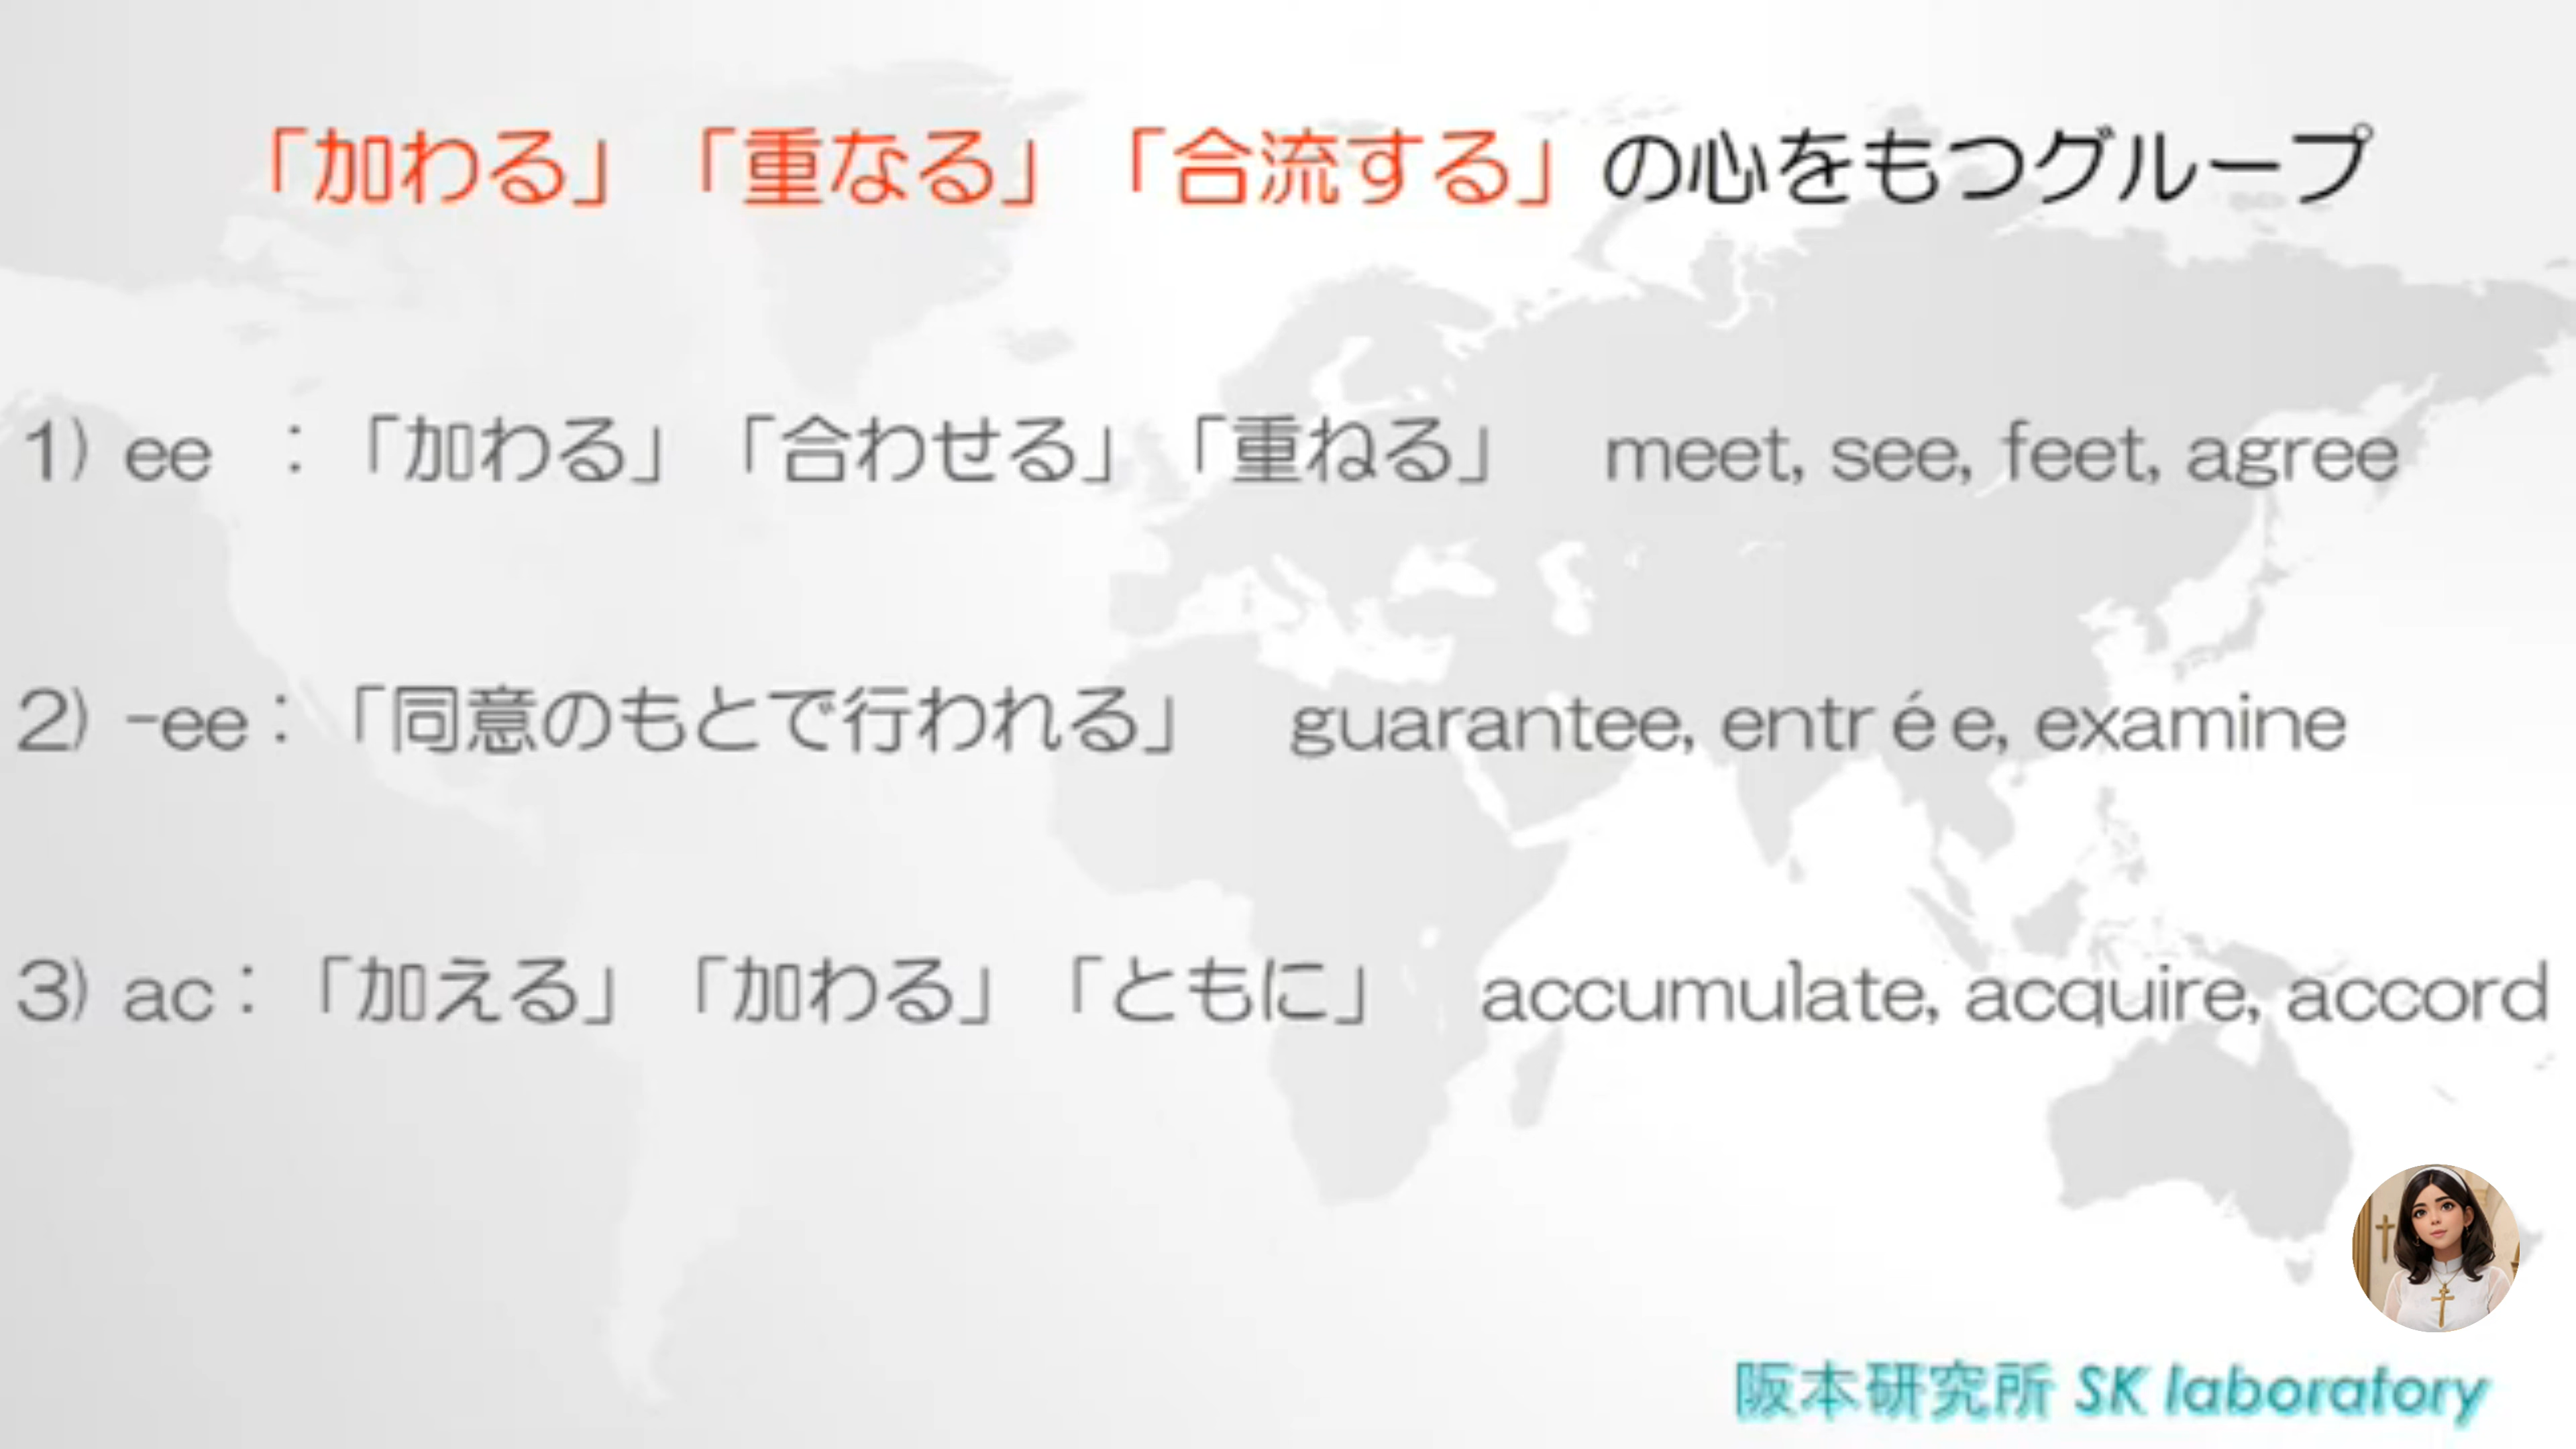 「加わる」「重なる」「合流する」の心をもつグループ
1) ee :「加わる」「合わせる」「重ねる」 meet, see, feet, agree
2) -ee :「同意のもとで行われる」 guarantee, entrée, examine
3) ac :「加える」「加わる」「ともに」 accumulate, acquire, accord
阪本研究所 SK laboratory